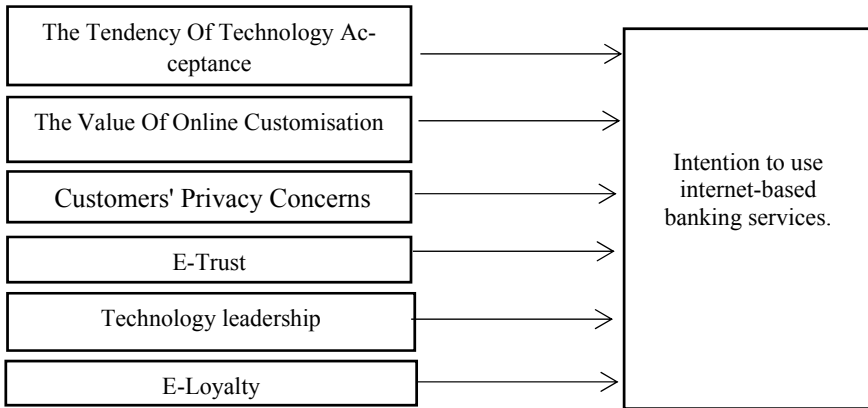 The Tendency Of Technology Ac-
ceptance
The Value Of Online Customisation
Customers' Privacy Concerns
E-Trust
Technology leadership
E-Loyalty
Intention to use
internet-based
banking services.